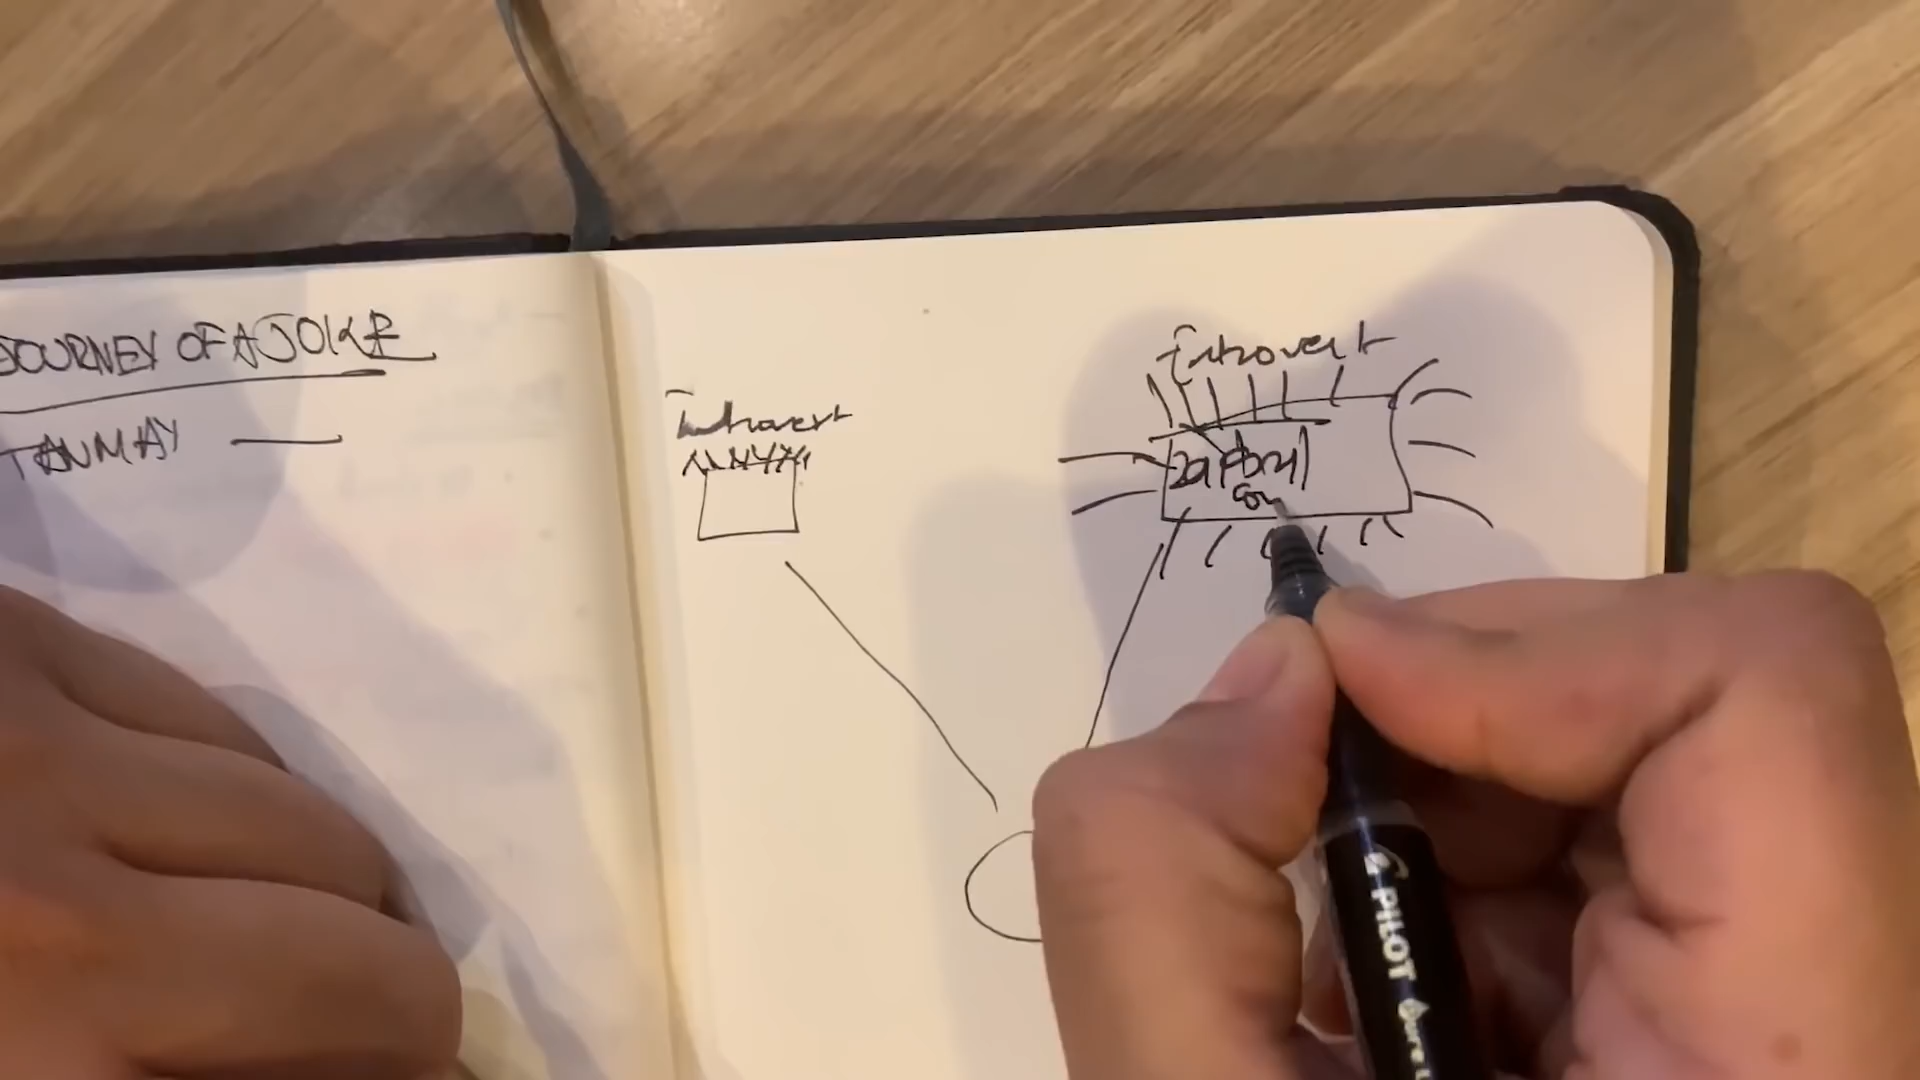 JOURNEY OF A JOKE
TANMAY
Introvert
Extrovert
PILOT